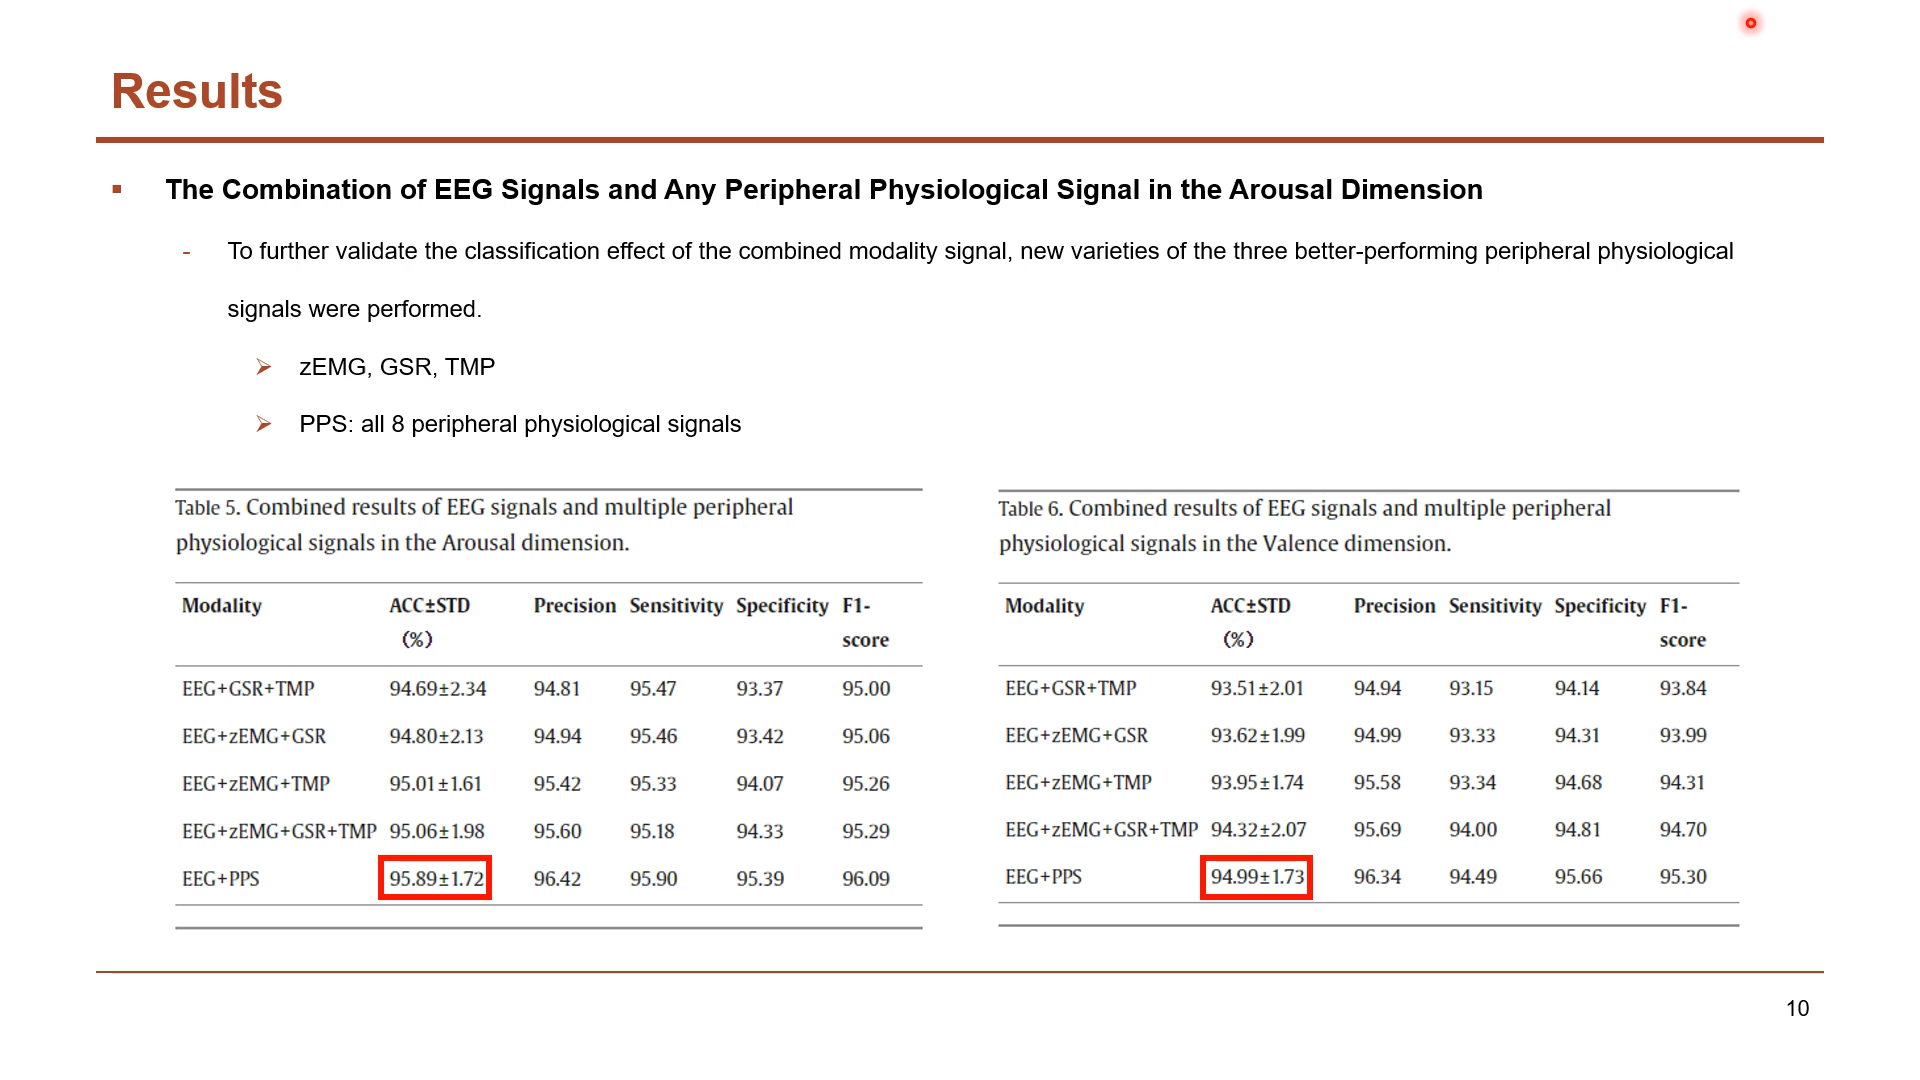 Results
▪ The Combination of EEG Signals and Any Peripheral Physiological Signal in the Arousal Dimension
- To further validate the classification effect of the combined modality signal, new varieties of the three better-performing peripheral physiological
signals were performed.
➢ zEMG, GSR, TMP
➢ PPS: all 8 peripheral physiological signals
Table 5. Combined results of EEG signals and multiple peripheral
physiological signals in the Arousal dimension.
Modality ACC±STD Precision Sensitivity Specificity F1-
(%) score
EEG+GSR+TMP 94.69±2.34 94.81 95.47 93.37 95.00
EEG+zEMG+GSR 94.80±2.13 94.94 95.46 93.42 95.06
EEG+zEMG+TMP 95.01±1.61 95.42 95.33 94.07 95.26
EEG+zEMG+GSR+TMP 95.06±1.98 95.60 95.18 94.33 95.29
EEG+PPS 95.89±1.72 96.42 95.90 95.39 96.09
Table 6. Combined results of EEG signals and multiple peripheral
physiological signals in the Valence dimension.
Modality ACC±STD Precision Sensitivity Specificity F1-
(%) score
EEG+GSR+TMP 93.51±2.01 94.94 93.15 94.14 93.84
EEG+zEMG+GSR 93.62±1.99 94.99 93.33 94.31 93.99
EEG+zEMG+TMP 93.95±1.74 95.58 93.34 94.68 94.31
EEG+zEMG+GSR+TMP 94.32±2.07 95.69 94.00 94.81 94.70
EEG+PPS 94.99±1.73 96.34 94.49 95.66 95.30
10